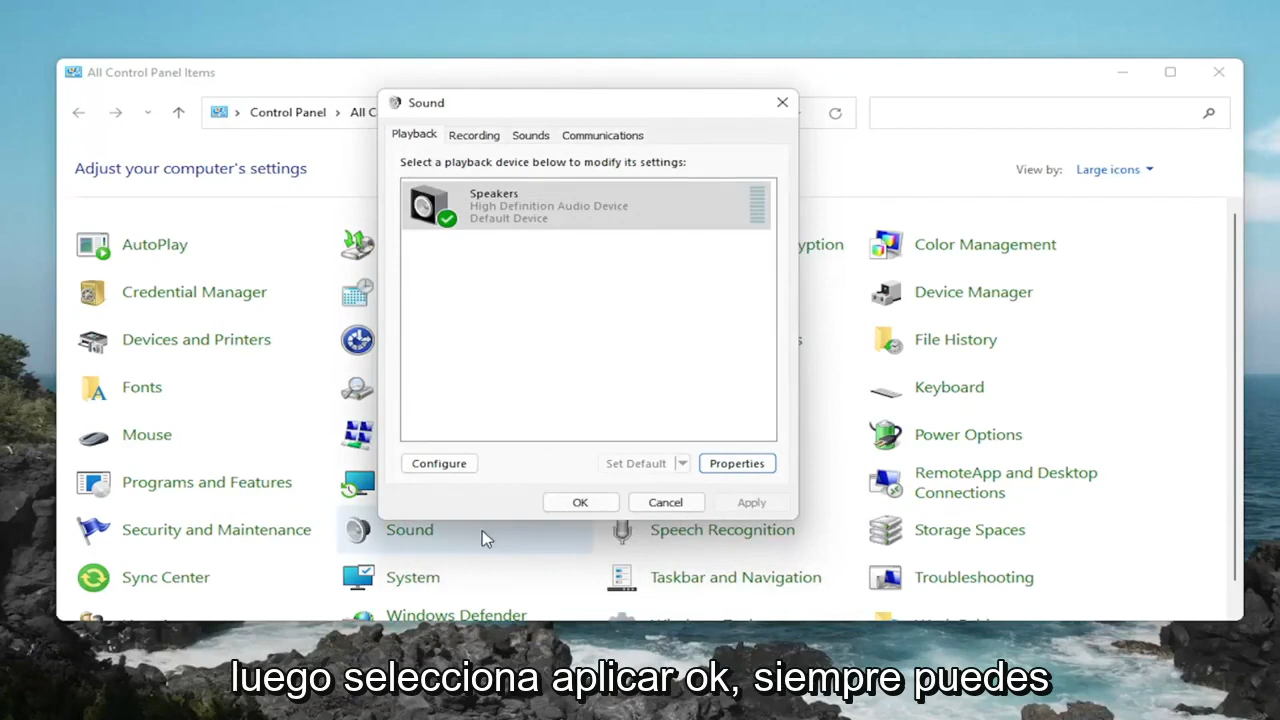 All Control Panel Items
Control Panel > All C
Adjust your computer's settings
View by: Large icons
Sound
Playback Recording Sounds Communications
Select a playback device below to modify its settings:
Speakers
High Definition Audio Device
Default Device
Configure Set Default Properties
OK Cancel Apply
AutoPlay yption Color Management
Credential Manager Device Manager
Devices and Printers s File History
Fonts Keyboard
Mouse Power Options
Programs and Features RemoteApp and Desktop
Connections
Security and Maintenance Sound Speech Recognition Storage Spaces
Sync Center System Taskbar and Navigation Troubleshooting
Windows Defender
luego selecciona aplicar ok, siempre puedes